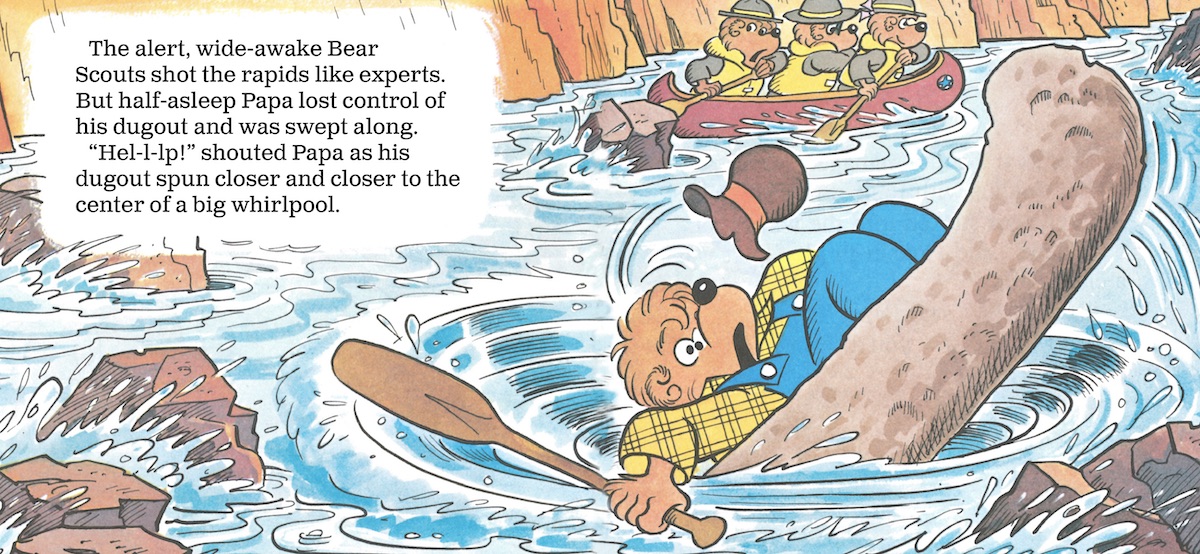 The alert, wide-awake Bear
Scouts shot the rapids like experts.
But half-asleep Papa lost control of
his dugout and was swept along.
“Hel-l-lp!” shouted Papa as his
dugout spun closer and closer to the
center of a big whirlpool.